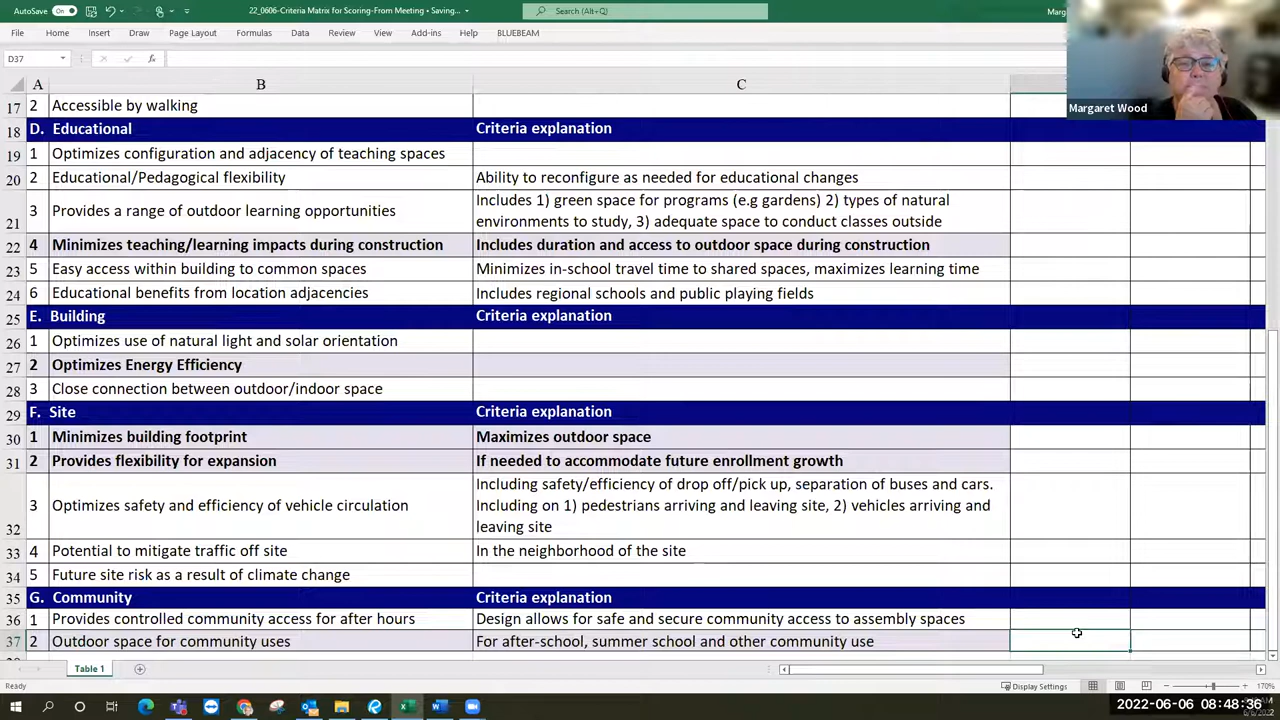 AutoSave On 22_0606-Criteria Matrix for Scoring-From Meeting • Saving... Search (Alt+Q)
File Home Insert Draw Page Layout Formulas Data Review View Add-ins Help BLUEBEAM
D37 fx
Margaret Wood
A B C
17 2 Accessible by walking
18 D. Educational Criteria explanation
19 1 Optimizes configuration and adjacency of teaching spaces
20 2 Educational/Pedagogical flexibility Ability to reconfigure as needed for educational changes
21 3 Provides a range of outdoor learning opportunities Includes 1) green space for programs (e.g gardens) 2) types of natural
environments to study, 3) adequate space to conduct classes outside
22 4 Minimizes teaching/learning impacts during construction Includes duration and access to outdoor space during construction
23 5 Easy access within building to common spaces Minimizes in-school travel time to shared spaces, maximizes learning time
24 6 Educational benefits from location adjacencies Includes regional schools and public playing fields
25 E. Building Criteria explanation
26 1 Optimizes use of natural light and solar orientation
27 2 Optimizes Energy Efficiency
28 3 Close connection between outdoor/indoor space
29 F. Site Criteria explanation
30 1 Minimizes building footprint Maximizes outdoor space
31 2 Provides flexibility for expansion If needed to accommodate future enrollment growth
32 3 Optimizes safety and efficiency of vehicle circulation Including safety/efficiency of drop off/pick up, separation of buses and cars.
Including on 1) pedestrians arriving and leaving site, 2) vehicles arriving and
leaving site
33 4 Potential to mitigate traffic off site In the neighborhood of the site
34 5 Future site risk as a result of climate change
35 G. Community Criteria explanation
36 1 Provides controlled community access for after hours Design allows for safe and secure community access to assembly spaces
37 2 Outdoor space for community uses For after-school, summer school and other community use
Table 1
Ready Display Settings 170%
2022-06-06 08:48:36